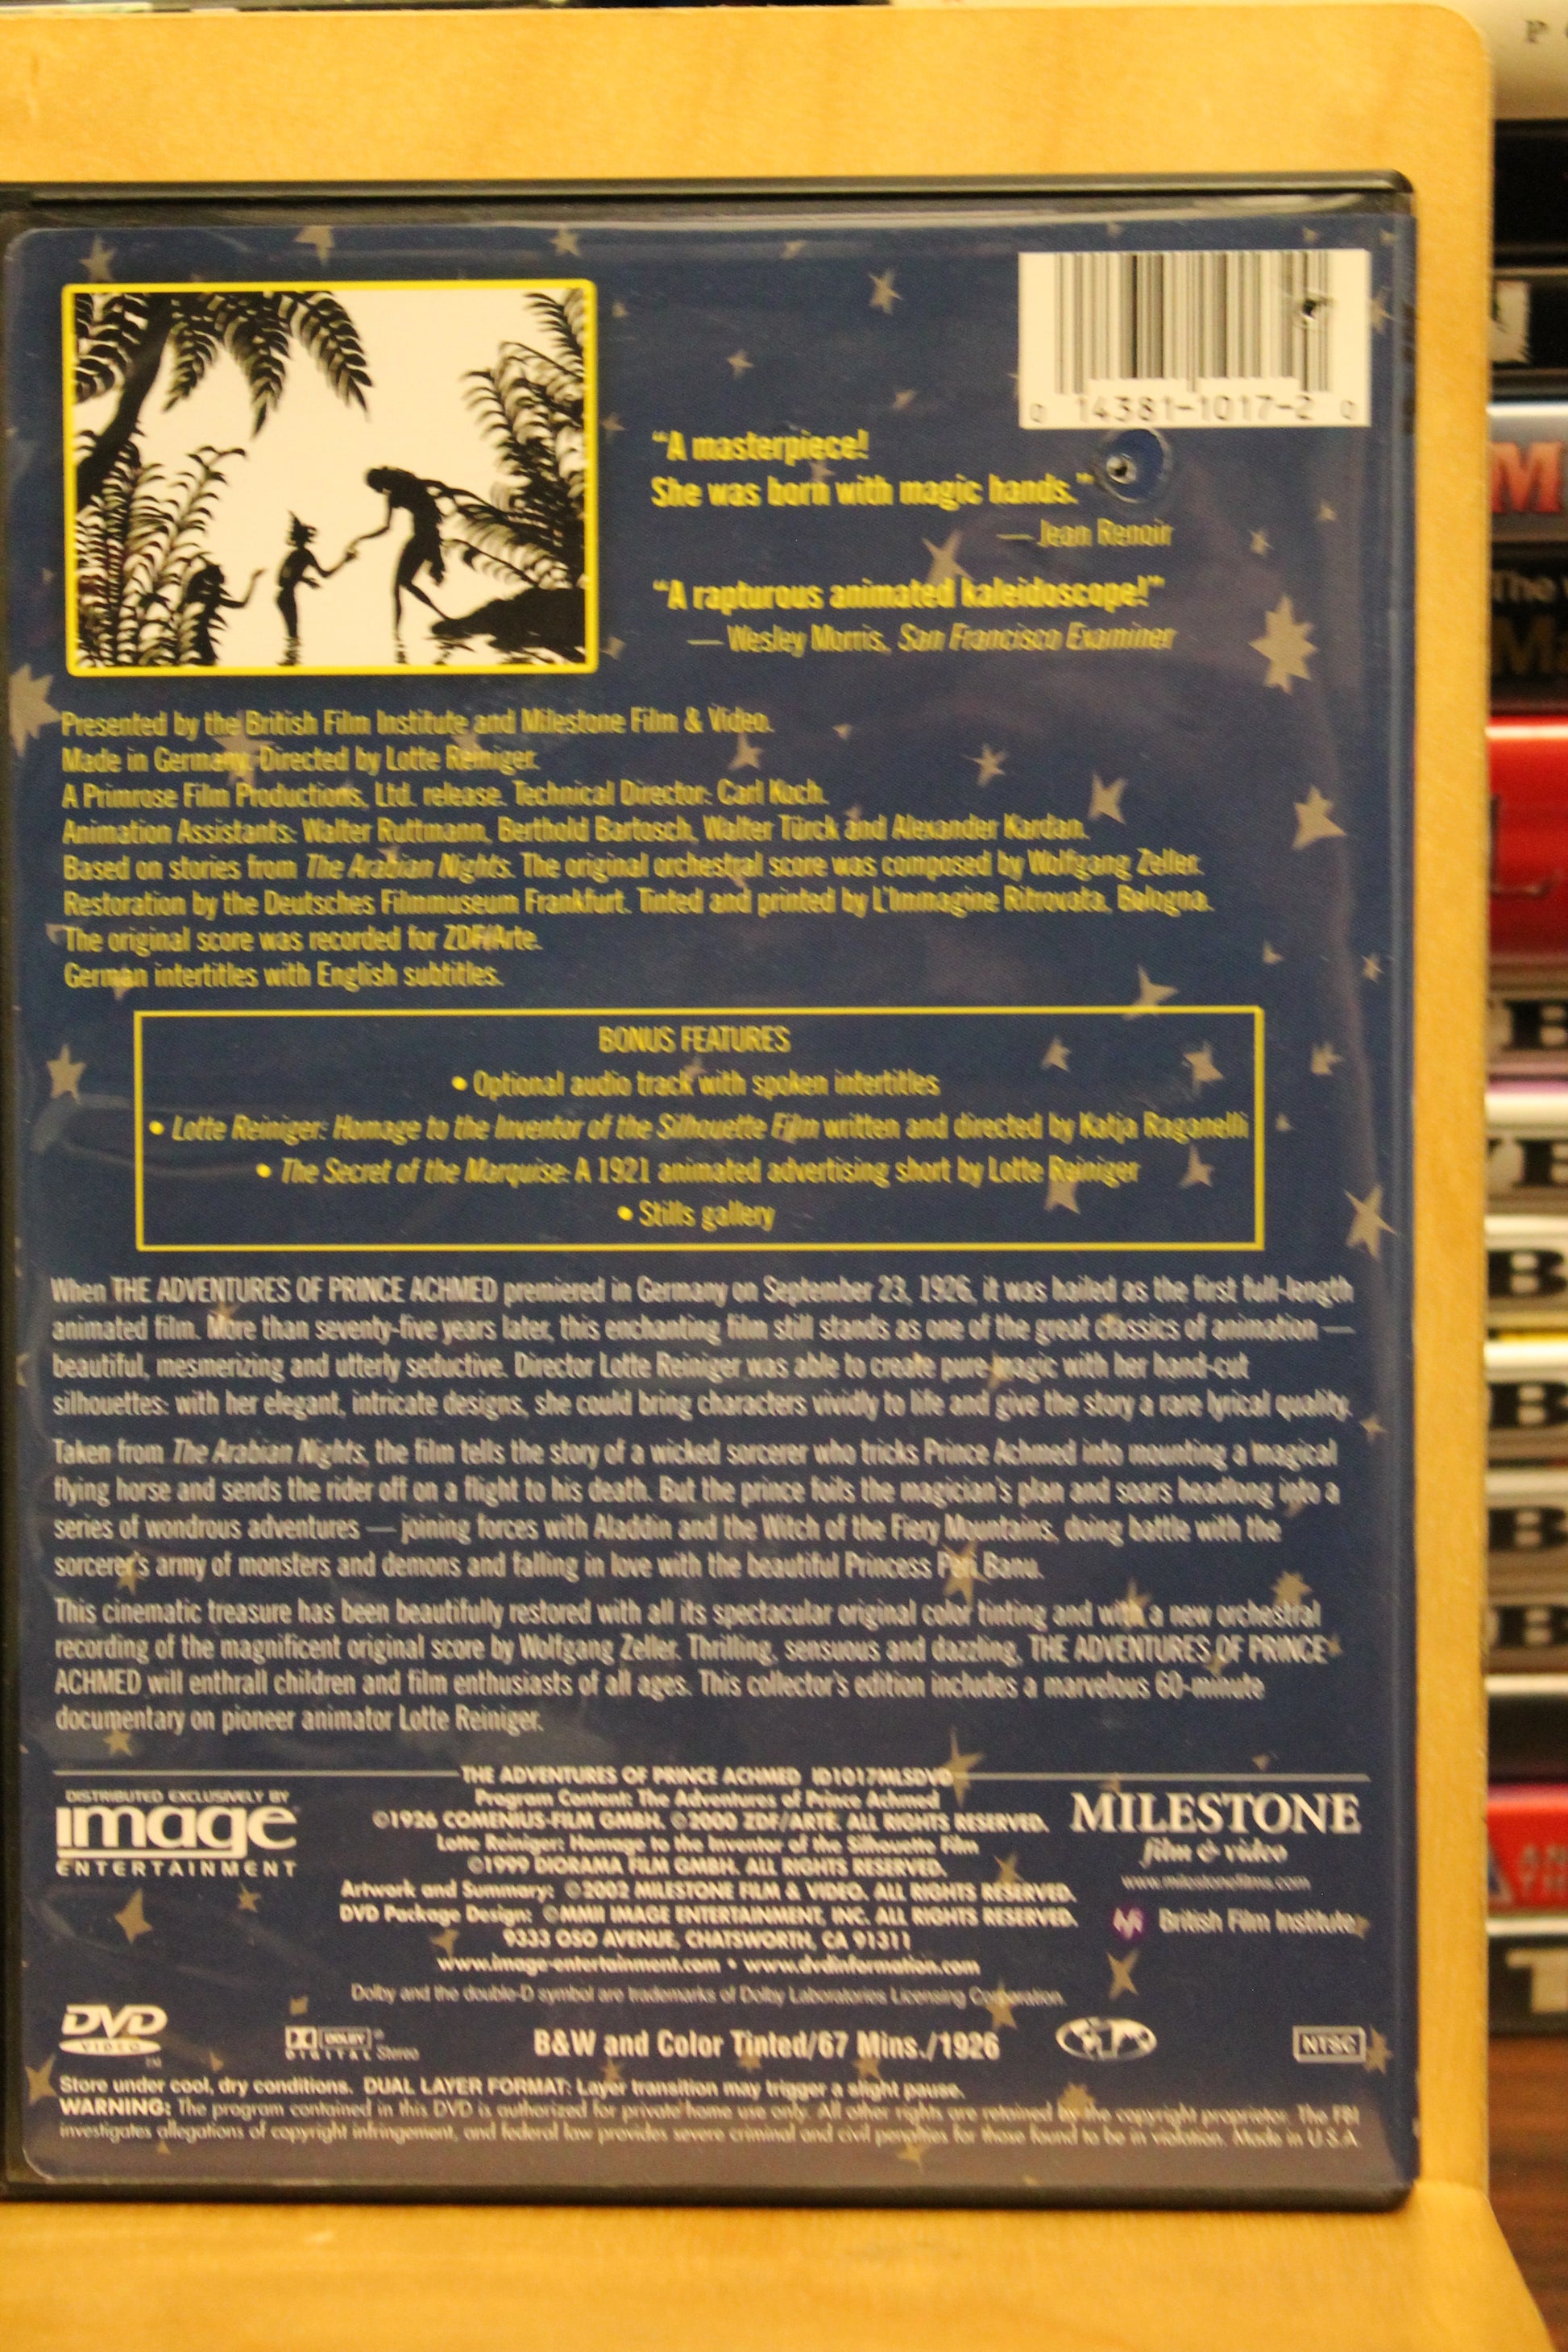 0 14381-1017-2 0
“A masterpiece!
She was born with magic hands.”
— Jean Renoir
“A rapturous animated kaleidoscope!”
— Wesley Morris, San Francisco Examiner
Presented by the British Film Institute and Milestone Film & Video.
Made in Germany. Directed by Lotte Reiniger.
A Primrose Film Productions, Ltd. release. Technical Director: Carl Koch.
Animation Assistants: Walter Ruttmann, Berthold Bartosch, Walter Türck and Alexander Kardan.
Based on stories from The Arabian Nights. The original orchestral score was composed by Wolfgang Zeller.
Restoration by the Deutsches Filmmuseum Frankfurt. Tinted and printed by L'Immagine Ritrovata, Bologna.
The original score was recorded for ZDF/Arte.
German intertitles with English subtitles.
BONUS FEATURES
• Optional audio track with spoken intertitles
• Lotte Reiniger: Homage to the Inventor of the Silhouette Film written and directed by Katja Raganelli
• The Secret of the Marquise: A 1921 animated advertising short by Lotte Reiniger
• Stills gallery
When THE ADVENTURES OF PRINCE ACHMED premiered in Germany on September 23, 1926, it was hailed as the first full-length
animated film. More than seventy-five years later, this enchanting film still stands as one of the great classics of animation —
beautiful, mesmerizing and utterly seductive. Director Lotte Reiniger was able to create pure magic with her hand-cut
silhouettes: with her elegant, intricate designs, she could bring characters vividly to life and give the story a rare lyrical quality.
Taken from The Arabian Nights, the film tells the story of a wicked sorcerer who tricks Prince Achmed into mounting a magical
flying horse and sends the rider off on a flight to his death. But the prince foils the magician's plan and soars headlong into a
series of wondrous adventures — joining forces with Aladdin and the Witch of the Fiery Mountains, doing battle with the
sorcerer's army of monsters and demons and falling in love with the beautiful Princess Peri Banu.
This cinematic treasure has been beautifully restored with all its spectacular original color tinting and with a new orchestral
recording of the magnificent original score by Wolfgang Zeller. Thrilling, sensuous and dazzling, THE ADVENTURES OF PRINCE
ACHMED will enthrall children and film enthusiasts of all ages. This collector's edition includes a marvelous 60-minute
documentary on pioneer animator Lotte Reiniger.
THE ADVENTURES OF PRINCE ACHMED ID1017MLSDVD
Program Content: The Adventures of Prince Achmed
©1926 COMENIUS-FILM GMBH. ©2000 ZDF/ARTE. ALL RIGHTS RESERVED.
Lotte Reiniger: Homage to the Inventor of the Silhouette Film
©1999 DIORAMA FILM GMBH. ALL RIGHTS RESERVED.
Artwork and Summary: ©2002 MILESTONE FILM & VIDEO. ALL RIGHTS RESERVED.
DVD Package Design: ©MMII IMAGE ENTERTAINMENT, INC. ALL RIGHTS RESERVED.
9333 OSO AVENUE, CHATSWORTH, CA 91311
www.image-entertainment.com • www.dvdinformation.com
Dolby and the double-D symbol are trademarks of Dolby Laboratories Licensing Corporation.
DISTRIBUTED EXCLUSIVELY BY
image
ENTERTAINMENT
MILESTONE
film & video
www.milestonefilms.com
British Film Institute
DVD
VIDEO
DOLBY
DIGITAL Stereo
B&W and Color Tinted/67 Mins./1926
NTSC
Store under cool, dry conditions. DUAL LAYER FORMAT: Layer transition may trigger a slight pause.
WARNING: The program contained in this DVD is authorized for private home use only. All other rights are retained by the copyright proprietor. The FBI
investigates allegations of copyright infringement, and federal law provides severe criminal and civil penalties for those found to be in violation. Made in U.S.A.